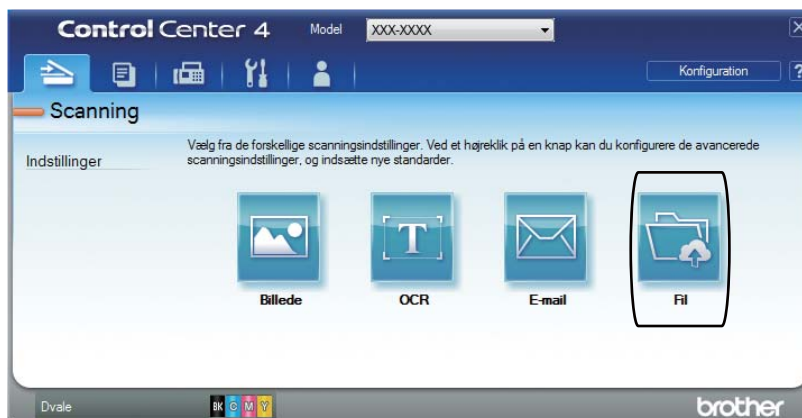 Control Center 4
Model
XXX-XXXX
Konfiguration
?
Scanning
Indstillinger
Vælg fra de forskellige scanningsindstillinger. Ved et højreklik på en knap kan du konfigurere de avancerede
scanningsindstillinger, og indsætte nye standarder.
T
Billede
OCR
E-mail
Fil
Dvale
BK C M Y
brother